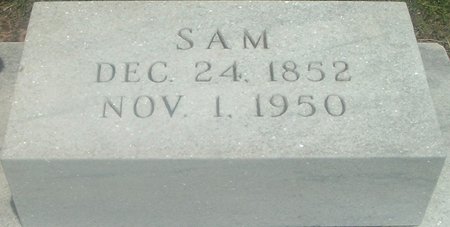 SAM
DEC. 24, 1852
NOV. 1, 1950